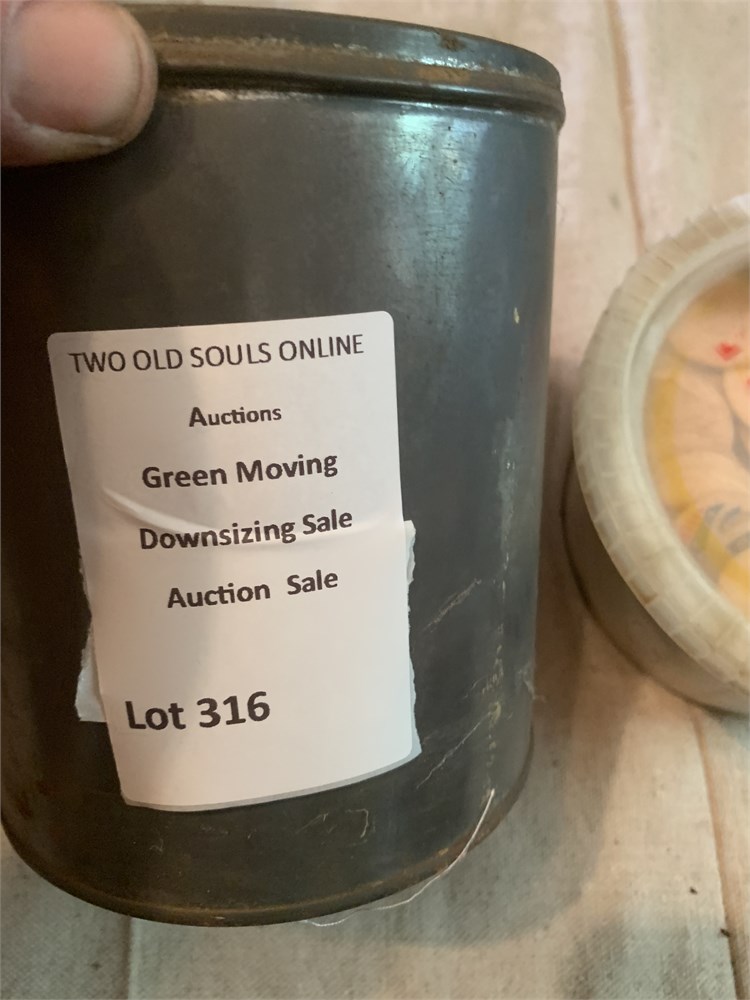 TWO OLD SOULS ONLINE
Auctions
Green Moving
Downsizing Sale
Auction Sale
Lot 316